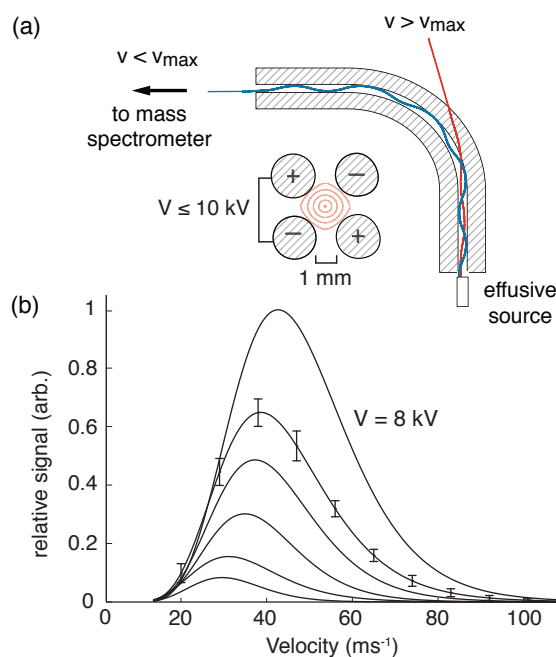 (a)
v < vmax
v > vmax
to mass
spectrometer
+
−
V ≤ 10 kV
−
+
1 mm
effusive
source
(b)
1
0.8
0.6
0.4
0.2
0
relative signal (arb.)
V = 8 kV
0
20
40
60
80
100
Velocity (ms⁻¹)